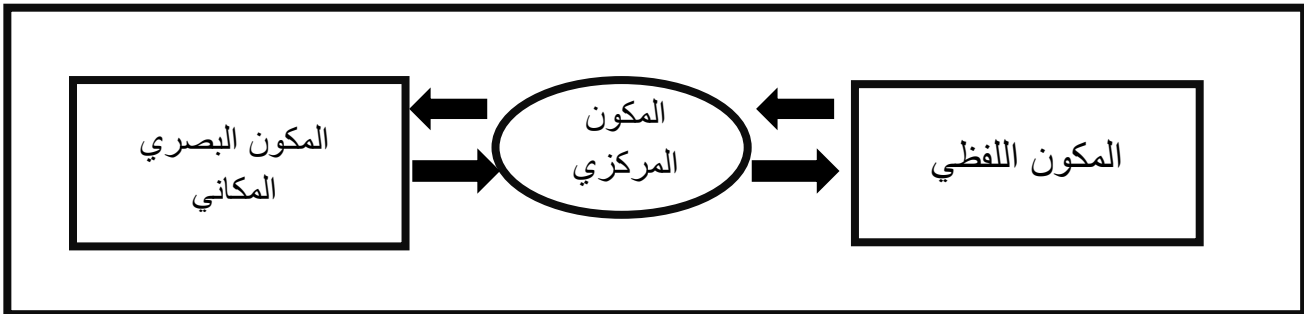 المكون اللفظي
المكون
المركزي
المكون البصري
المكاني